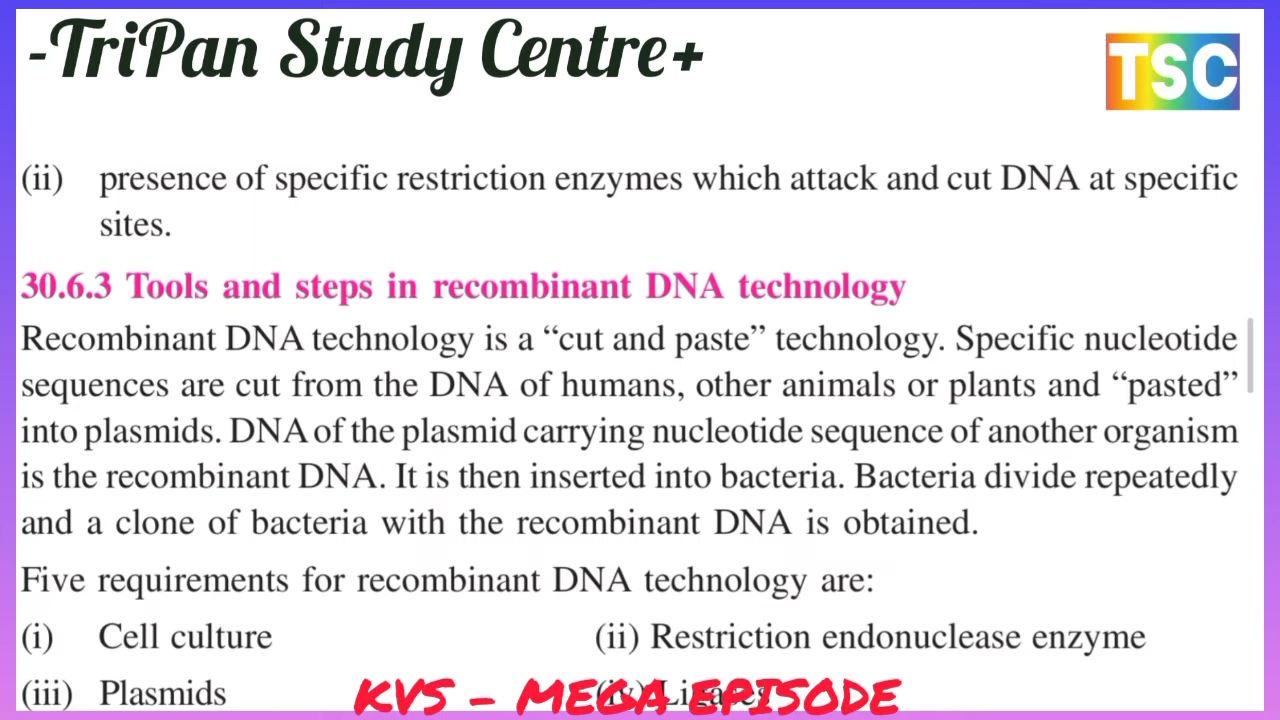 -TriPan Study Centre+
TSC
(ii) presence of specific restriction enzymes which attack and cut DNA at specific
sites.
30.6.3 Tools and steps in recombinant DNA technology
Recombinant DNA technology is a “cut and paste” technology. Specific nucleotide
sequences are cut from the DNA of humans, other animals or plants and “pasted”
into plasmids. DNA of the plasmid carrying nucleotide sequence of another organism
is the recombinant DNA. It is then inserted into bacteria. Bacteria divide repeatedly
and a clone of bacteria with the recombinant DNA is obtained.
Five requirements for recombinant DNA technology are:
(i) Cell culture (ii) Restriction endonuclease enzyme
(iii) Plasmids (iv)
KVS - MEGA EPISODE